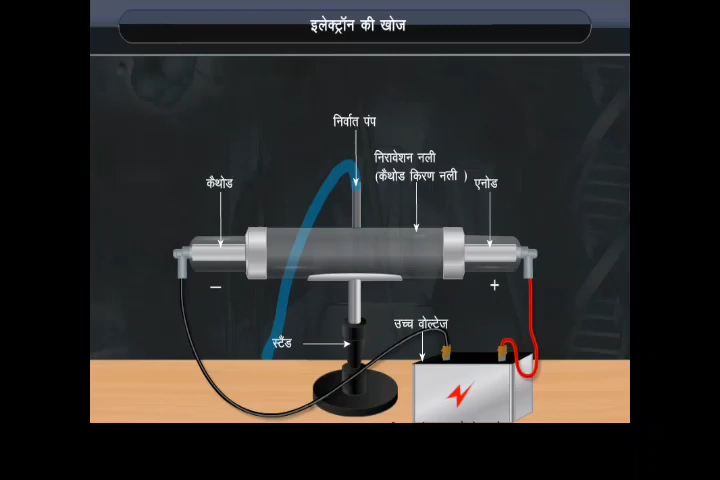 इलेक्ट्रॉन की खोज
निर्वात पंप
निरावेशन नली
(कैथोड किरण नली )
कैथोड
एनोड
–
+
उच्च वोल्टेज
स्टैंड